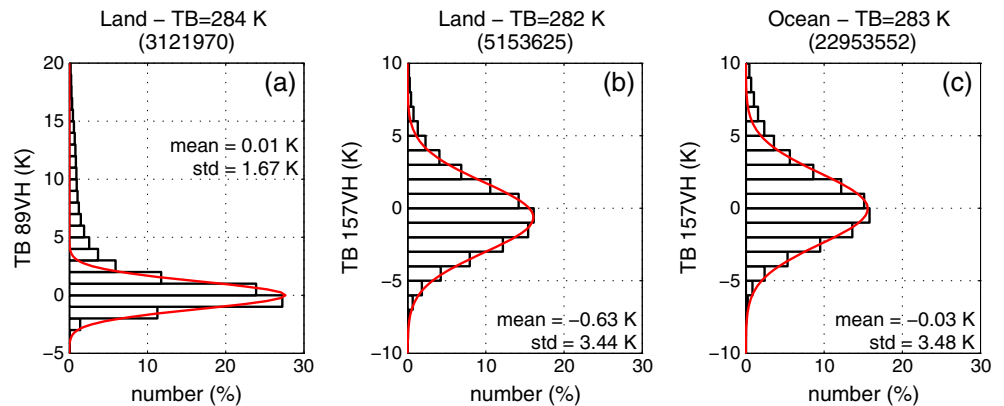 Land − TB=284 K
(3121970)
(a)
mean = 0.01 K
std = 1.67 K
TB 89VH (K)
20
15
10
5
0
−5
0
10
20
30
number (%)
Land − TB=282 K
(5153625)
(b)
mean = −0.63 K
std = 3.44 K
TB 157VH (K)
10
5
0
−5
−10
0
10
20
30
number (%)
Ocean − TB=283 K
(22953552)
(c)
mean = −0.03 K
std = 3.48 K
TB 157VH (K)
10
5
0
−5
−10
0
10
20
30
number (%)